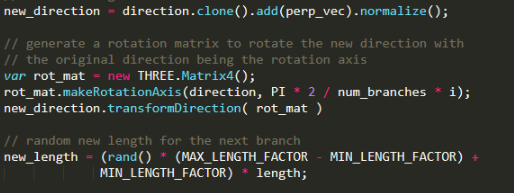 new_direction = direction.clone().add(perp_vec).normalize();
// generate a rotation matrix to rotate the new direction with
// the original direction being the rotation axis
var rot_mat = new THREE.Matrix4();
rot_mat.makeRotationAxis(direction, PI * 2 / num_branches * i);
new_direction.transformDirection( rot_mat )
// random new length for the next branch
new_length = (rand() * (MAX_LENGTH_FACTOR - MIN_LENGTH_FACTOR) +
MIN_LENGTH_FACTOR) * length;